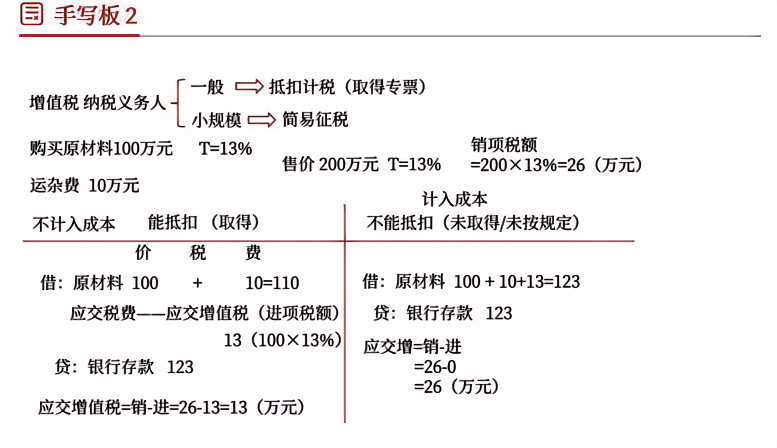 手写板 2
增值税 纳税义务人
一般 ⇨ 抵扣计税（取得专票）
小规模 ⇨ 简易征税
购买原材料100万元 T=13%
售价 200万元 T=13%
销项税额
=200×13%=26（万元）
运杂费 10万元
不计入成本 能抵扣 （取得）
价 税 费
借：原材料 100 + 10=110
应交税费——应交增值税（进项税额）
13（100×13%）
贷：银行存款 123
应交增值税=销-进=26-13=13（万元）
计入成本
不能抵扣（未取得/未按规定）
借：原材料 100 + 10+13=123
贷：银行存款 123
应交增=销-进
=26-0
=26（万元）